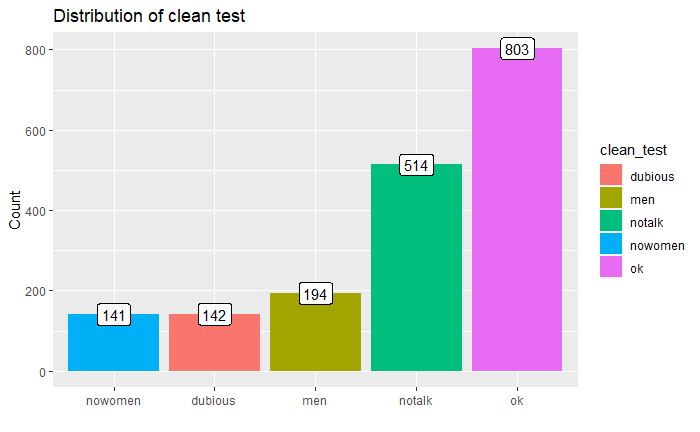 Distribution of clean test
Count
800
600
400
200
0
141
142
194
514
803
nowomen
dubious
men
notalk
ok
clean_test
dubious
men
notalk
nowomen
ok